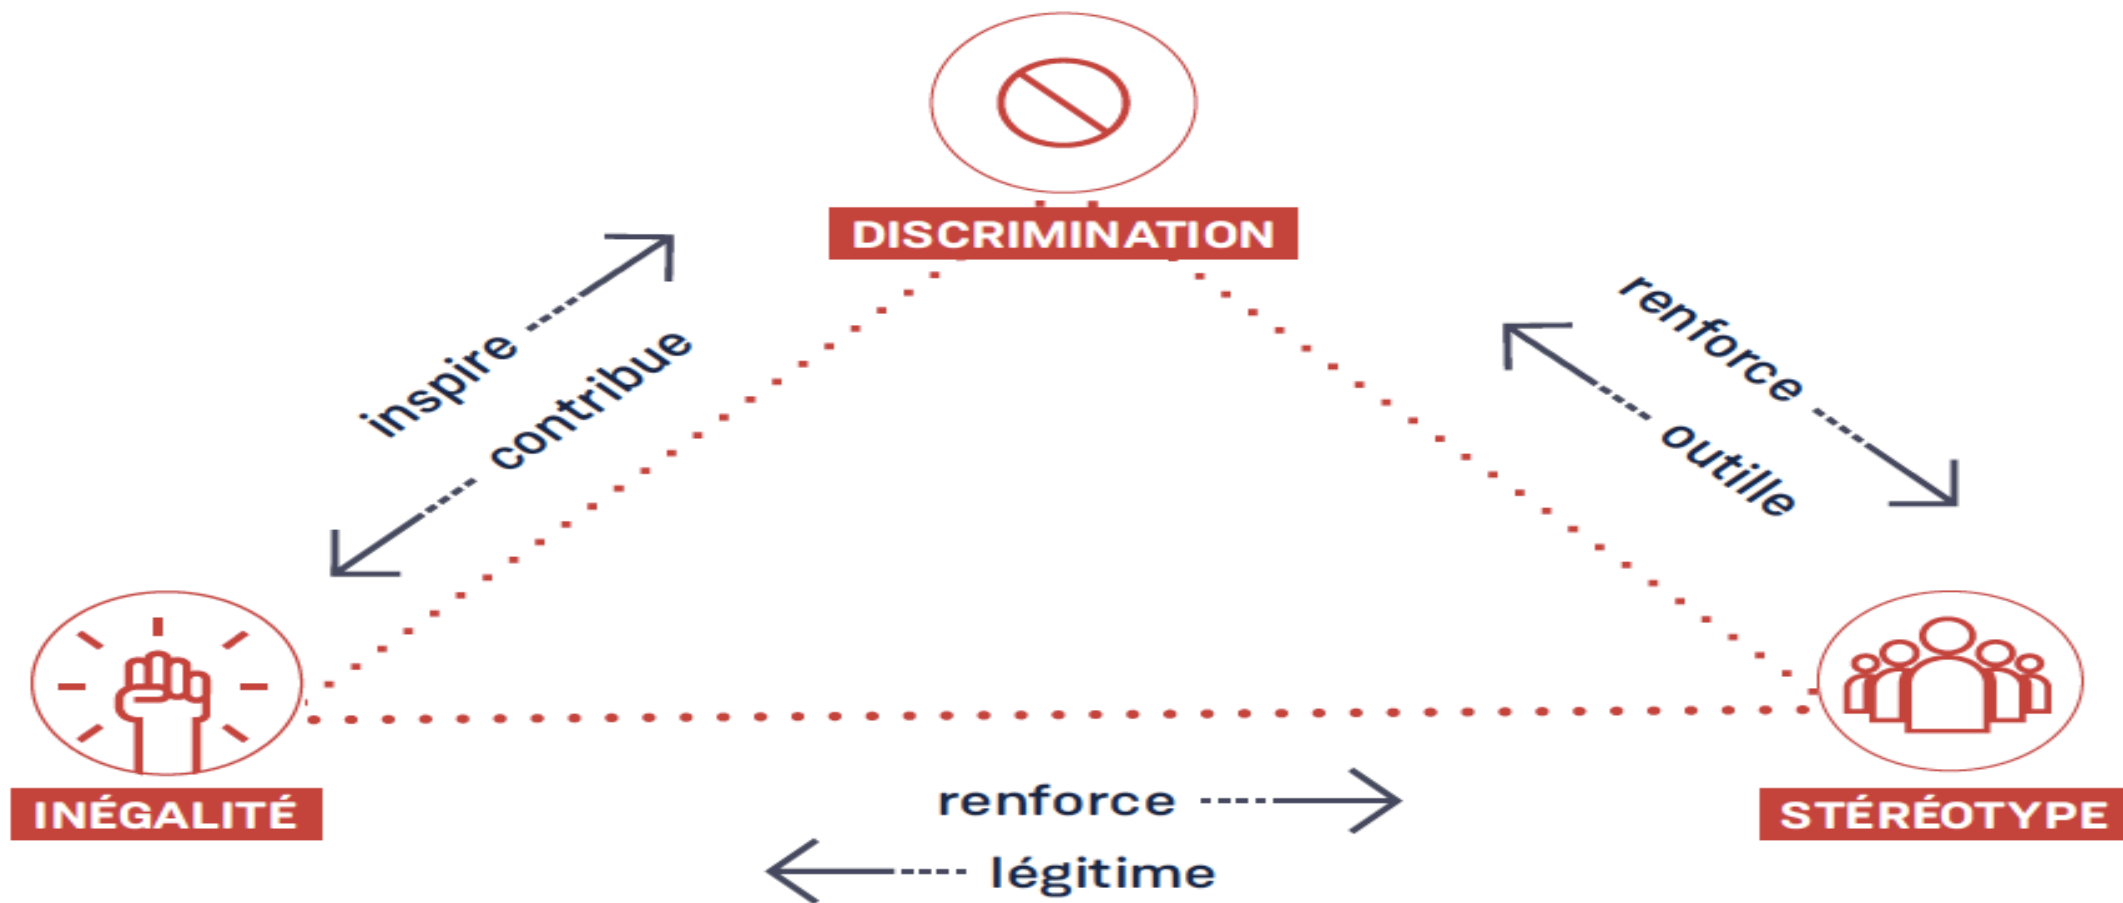 DISCRIMINATION
inspire
contribue
renforce
outille
INÉGALITÉ
STÉRÉOTYPE
renforce
légitime